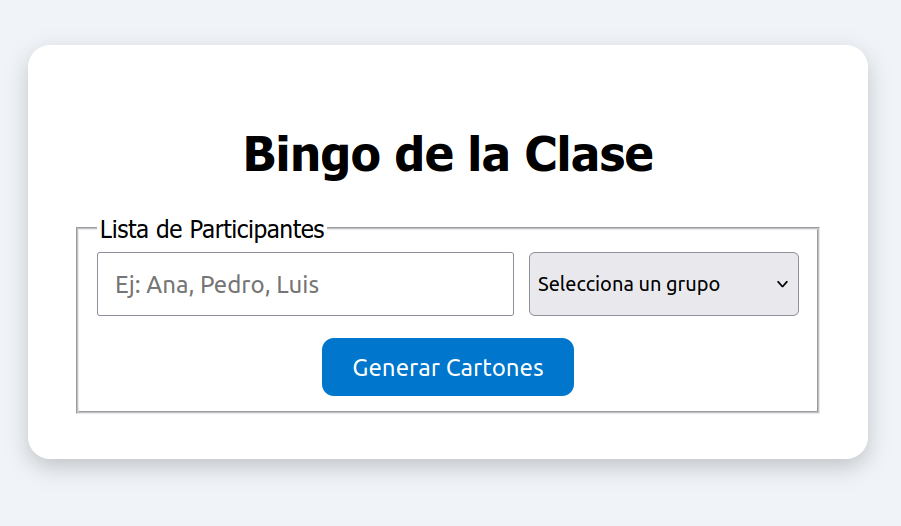 Bingo de la Clase
Lista de Participantes
Ej: Ana, Pedro, Luis
Selecciona un grupo
Generar Cartones